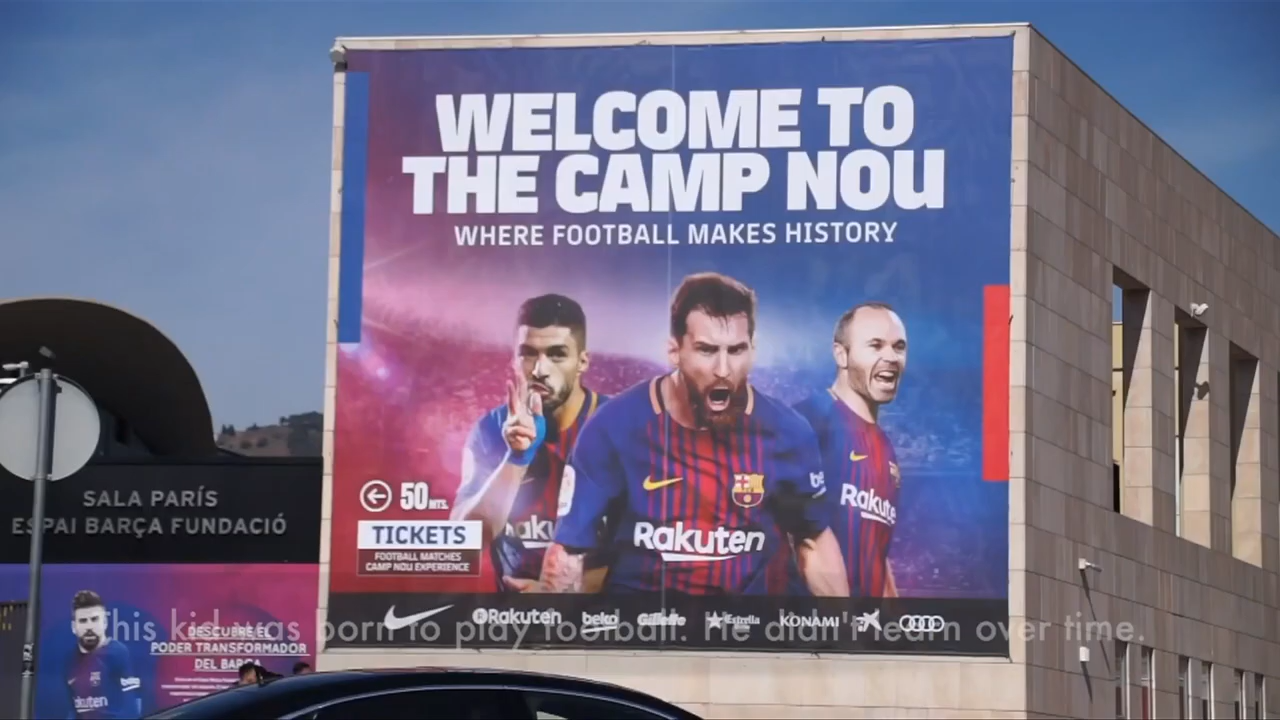 WELCOME TO
THE CAMP NOU
WHERE FOOTBALL MAKES HISTORY
50 MTS.
TICKETS
FOOTBALL MATCHES
CAMP NOU EXPERIENCE
Rakuten
Rakuten
SALA PARÍS
ESPAI BARÇA FUNDACIÓ
Rakuten
beko
Gillette
Estrella
KONAMI
This kid was born to play football. He didn't learn over time.
DESCUBRE EL
PODER TRANSFORMADOR
DEL BARÇA